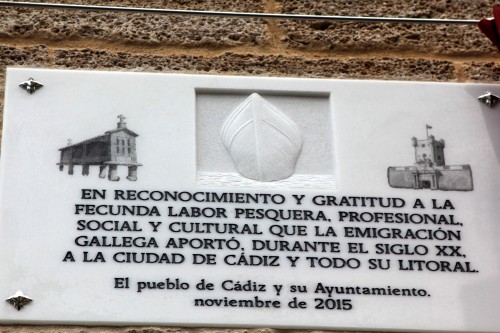 EN RECONOCIMIENTO Y GRATITUD A LA
FECUNDA LABOR PESQUERA, PROFESIONAL,
SOCIAL Y CULTURAL QUE LA EMIGRACIÓN
GALLEGA APORTÓ, DURANTE EL SIGLO XX,
A LA CIUDAD DE CÁDIZ Y TODO SU LITORAL.
El pueblo de Cádiz y su Ayuntamiento.
noviembre de 2015